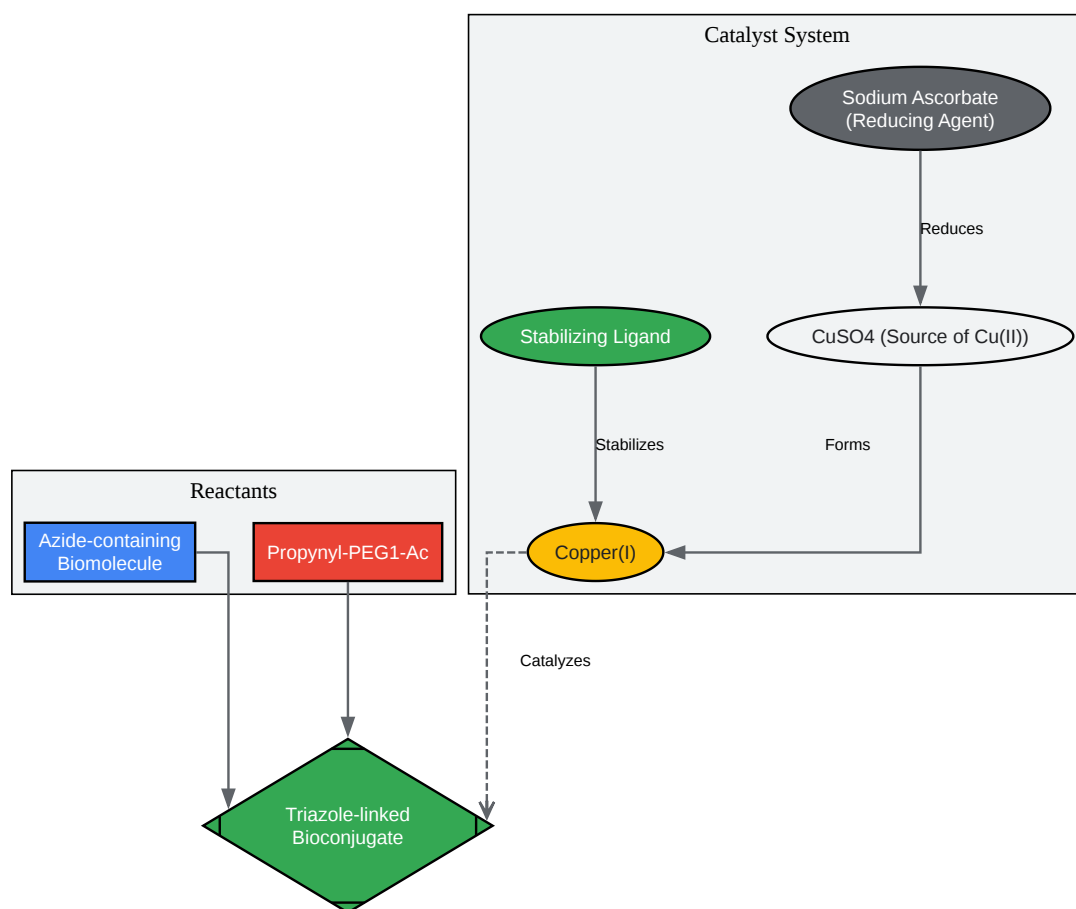 Catalyst System
Sodium Ascorbate
(Reducing Agent)
Reduces
Stabilizing Ligand
CuSO4 (Source of Cu(II))
Stabilizes
Forms
Reactants
Azide-containing
Biomolecule
Propynyl-PEG1-Ac
Copper(I)
Catalyzes
Triazole-linked
Bioconjugate